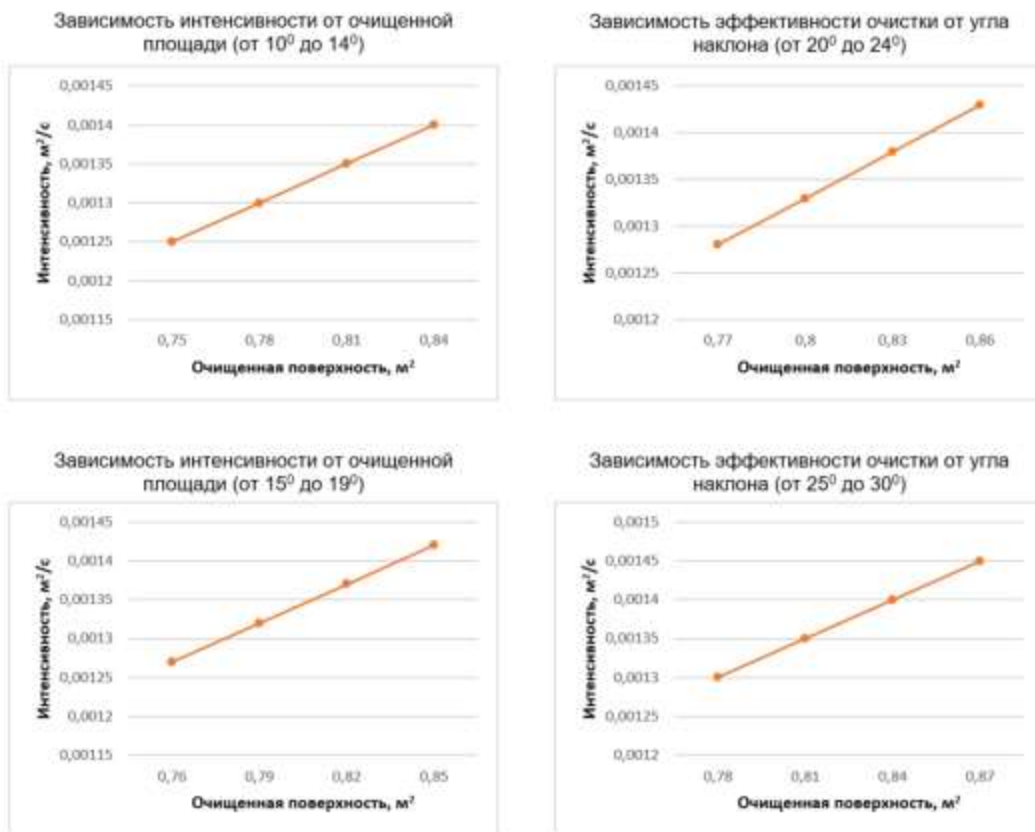 Зависимость интенсивности от очищенной
площади (от 10⁰ до 14⁰)
0,00145
0,0014
0,00135
0,0013
0,00125
0,0012
0,00115
Интенсивность, м²/с
0,75 0,78 0,81 0,84
Очищенная поверхность, м²
Зависимость эффективности очистки от угла
наклона (от 20⁰ до 24⁰)
0,00145
0,0014
0,00135
0,0013
0,00125
0,0012
Интенсивность, м²/с
0,77 0,8 0,83 0,86
Очищенная поверхность, м²
Зависимость интенсивности от очищенной
площади (от 15⁰ до 19⁰)
0,00145
0,0014
0,00135
0,0013
0,00125
0,0012
0,00115
Интенсивность, м²/с
0,76 0,79 0,82 0,85
Очищенная поверхность, м²
Зависимость эффективности очистки от угла
наклона (от 25⁰ до 30⁰)
0,0015
0,00145
0,0014
0,00135
0,0013
0,00125
0,0012
Интенсивность, м²/с
0,78 0,81 0,84 0,87
Очищенная поверхность, м²